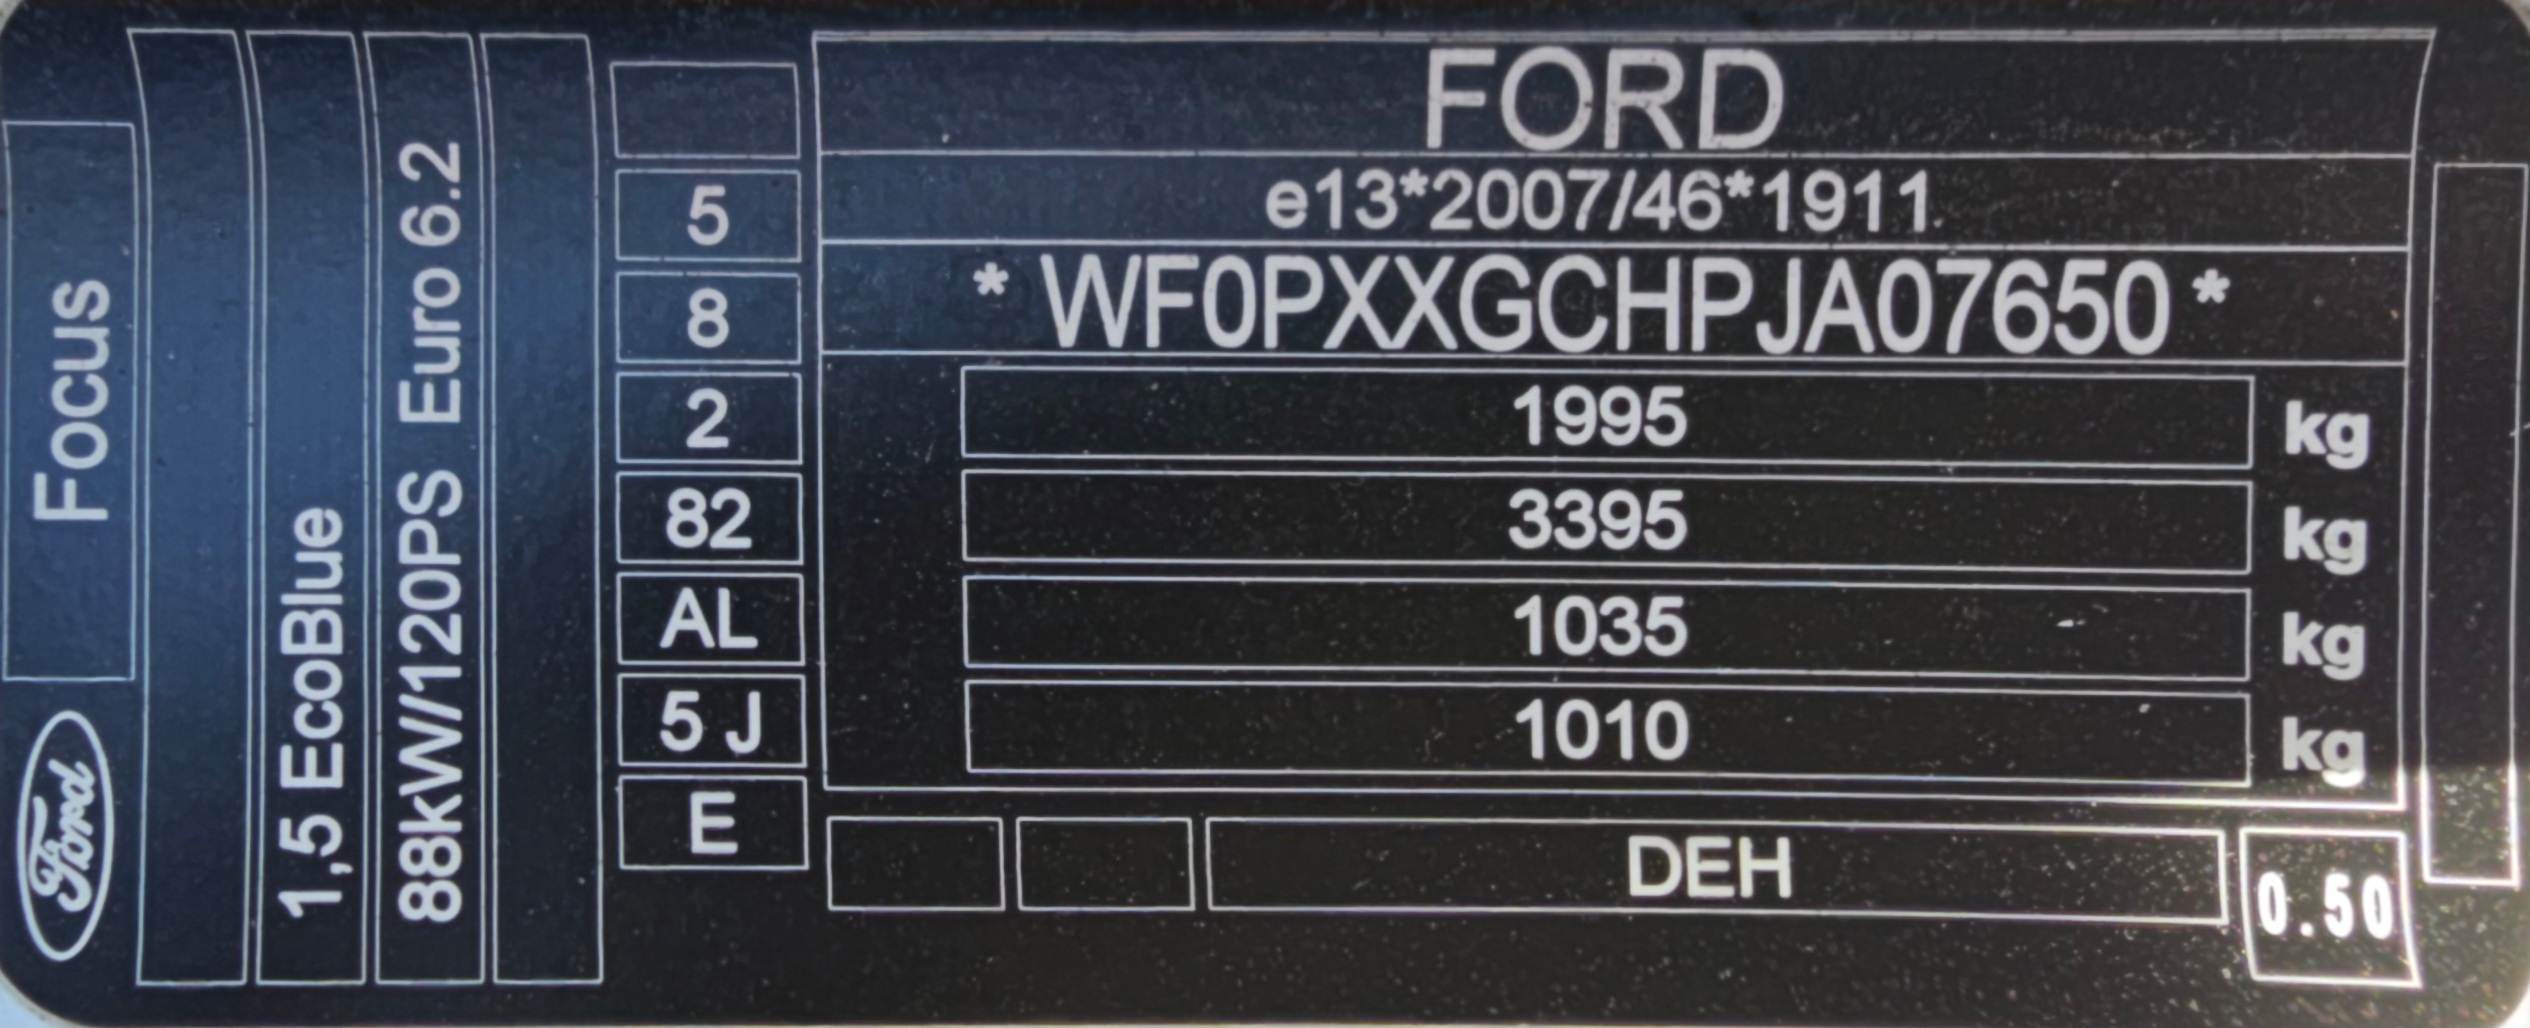 Ford
Focus
1,5 EcoBlue
88kW/120PS Euro 6.2
5
8
2
82
AL
5 J
E
FORD
e13*2007/46*1911
* WF0PXXGCHPJA07650 *
1995 kg
3395 kg
1035 kg
1010 kg
DEH
0.50